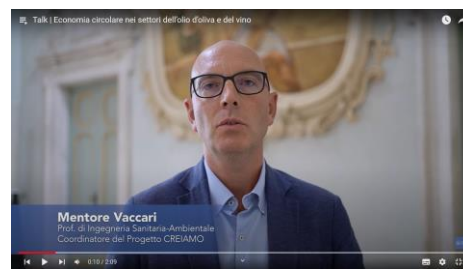 Talk | Economia circolare nei settori dell'olio d'oliva e del vino
Mentore Vaccari
Prof. di Ingegneria Sanitaria-Ambientale
Coordinatore del Progetto CREIAMO
0:10 / 2:09